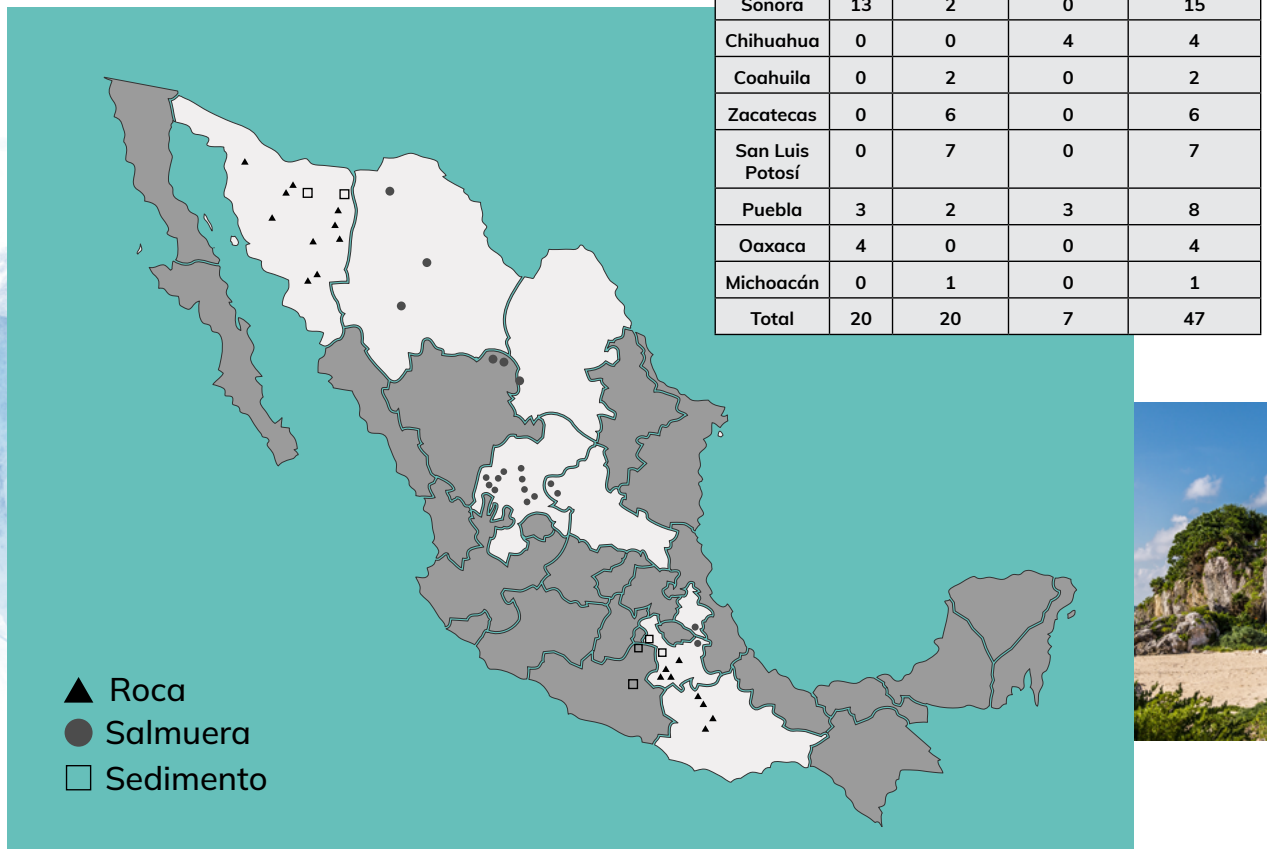 Sonora 13 2 0 15
Chihuahua 0 0 4 4
Coahuila 0 2 0 2
Zacatecas 0 6 0 6
San Luis
Potosí 0 7 0 7
Puebla 3 2 3 8
Oaxaca 4 0 0 4
Michoacán 0 1 0 1
Total 20 20 7 47
Roca
Salmuera
Sedimento